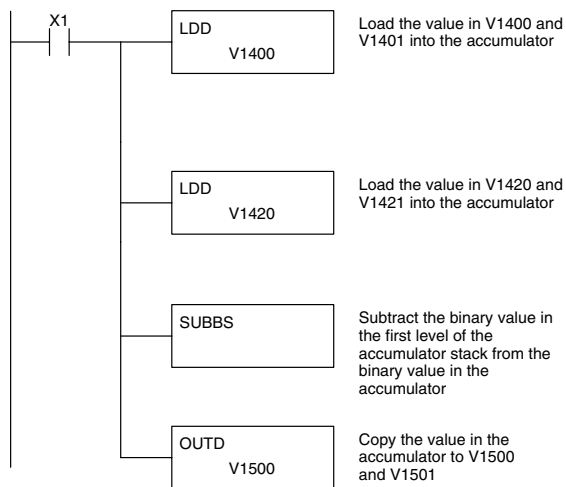 X1
LDD
V1400
Load the value in V1400 and
V1401 into the accumulator
LDD
V1420
Load the value in V1420 and
V1421 into the accumulator
SUBBS
Subtract the binary value in
the first level of the
accumulator stack from the
binary value in the
accumulator
OUTD
V1500
Copy the value in the
accumulator to V1500
and V1501